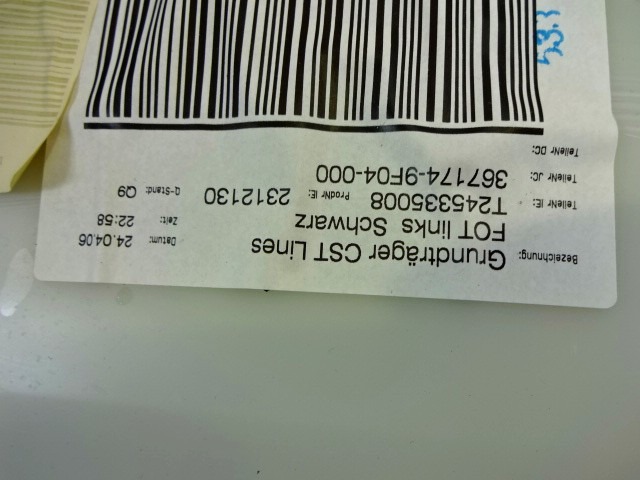 Bezeichnung: Grundträger CST Lines Datum: 24.04.06
FOT links Schwarz Zeit: 22:58
TeileNr IE: T245335008 ProdNr IE: 2312130 Q-Stand: Q9
TeileNr JC: 367174-9F04-000
TeileNr DC: